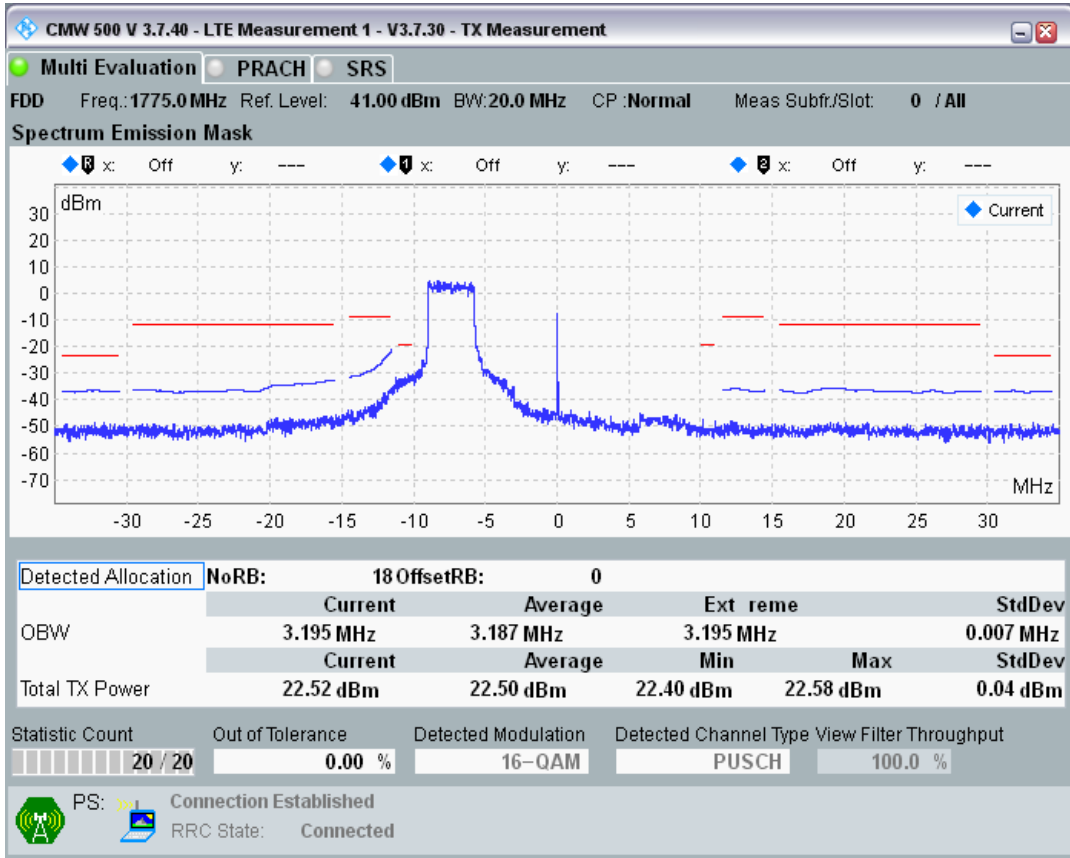 CMW 500 V 3.7.40 - LTE Measurement 1 - V3.7.30 - TX Measurement
Multi Evaluation PRACH SRS
FDD Freq.: 1775.0 MHz Ref. Level: 41.00 dBm BW: 20.0 MHz CP : Normal Meas Subfr./Slot: 0 / All
Spectrum Emission Mask
R x: Off y: --- 1 x: Off y: --- 2 x: Off y: ---
dBm
Current
30
20
10
0
-10
-20
-30
-40
-50
-60
-70
MHz
-30 -25 -20 -15 -10 -5 0 5 10 15 20 25 30
Detected Allocation NoRB: 18 OffsetRB: 0
Current Average Ext reme StdDev
OBW 3.195 MHz 3.187 MHz 3.195 MHz 0.007 MHz
Current Average Min Max StdDev
Total TX Power 22.52 dBm 22.50 dBm 22.40 dBm 22.58 dBm 0.04 dBm
Statistic Count Out of Tolerance Detected Modulation Detected Channel Type View Filter Throughput
20 / 20 0.00 % 16-QAM PUSCH 100.0 %
PS: Connection Established
RRC State: Connected